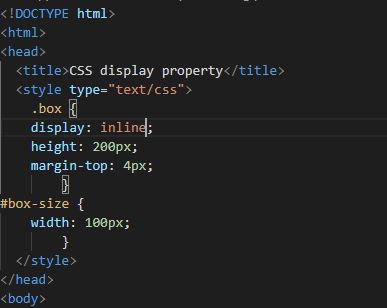 <!DOCTYPE html>
<html>
<head>
  <title>CSS display property</title>
  <style type="text/css">
    .box {
    display: inline;
    height: 200px;
    margin-top: 4px;
        }
#box-size {
    width: 100px;
        }
  </style>
</head>
<body>